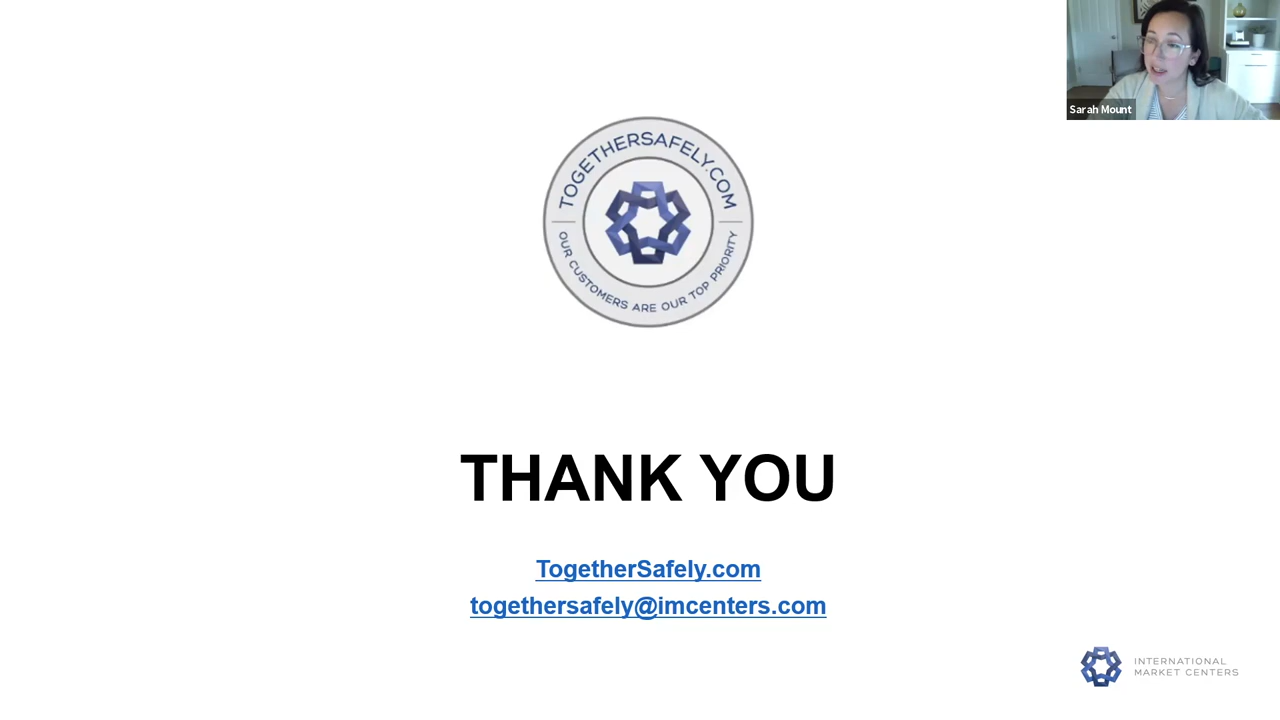 Sarah Mount
TOGETHERSAFELY.COM
OUR CUSTOMERS ARE OUR TOP PRIORITY
THANK YOU
TogetherSafely.com
togethersafely@imcenters.com
INTERNATIONAL
MARKET CENTERS